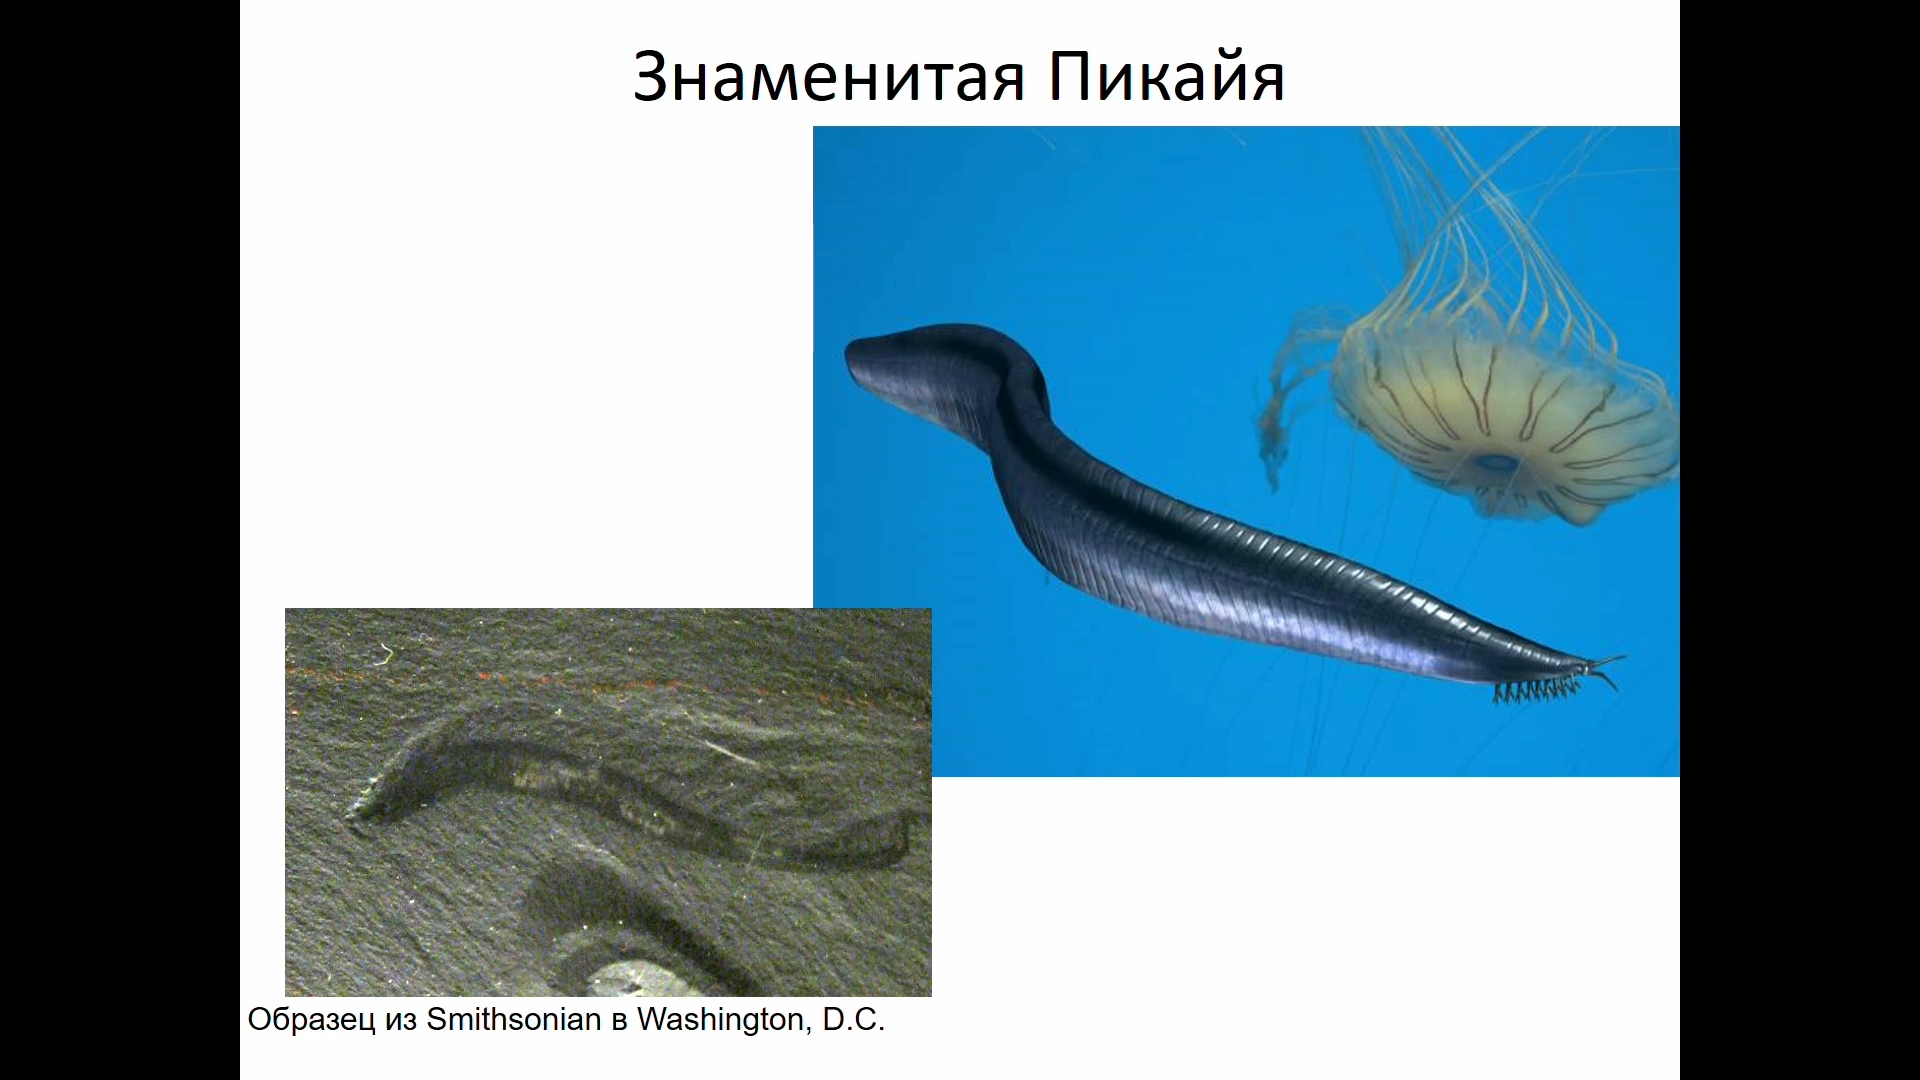 Знаменитая Пикайя
Образец из Smithsonian в Washington, D.C.